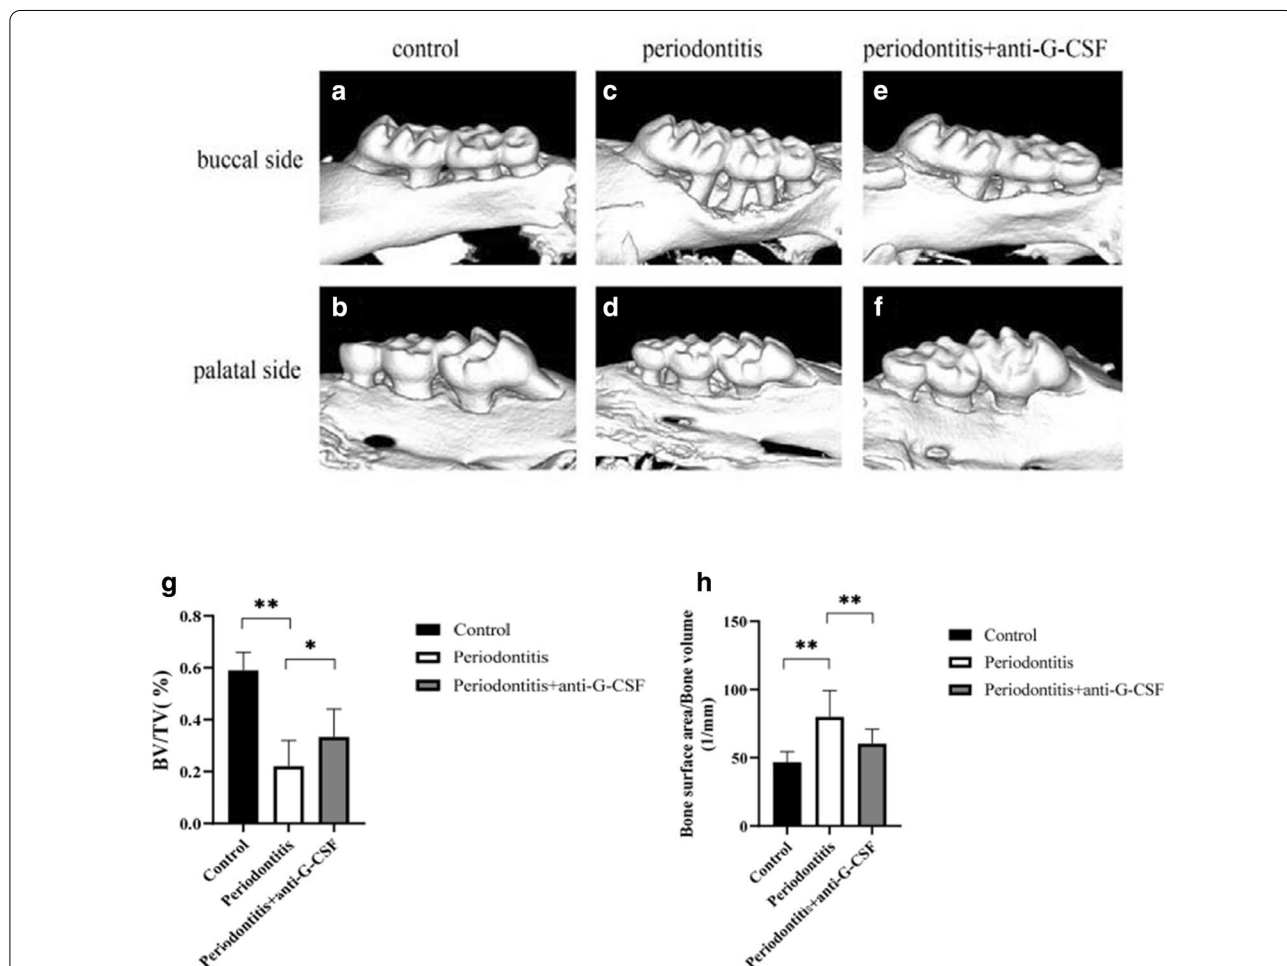 control
periodontitis
periodontitis+anti-G-CSF
a
c
e
buccal side
b
d
f
palatal side
g
**
*
0.8
0.6
0.4
0.2
0.0
BV/TV( %)
Control
Periodontitis
Periodontitis+anti-G-CSF
Control
Periodontitis
Periodontitis+anti-G-CSF
h
**
**
150
100
50
0
Bone surface area/Bone volume
(1/mm)
Control
Periodontitis
Periodontitis+anti-G-CSF
Control
Periodontitis
Periodontitis+anti-G-CSF